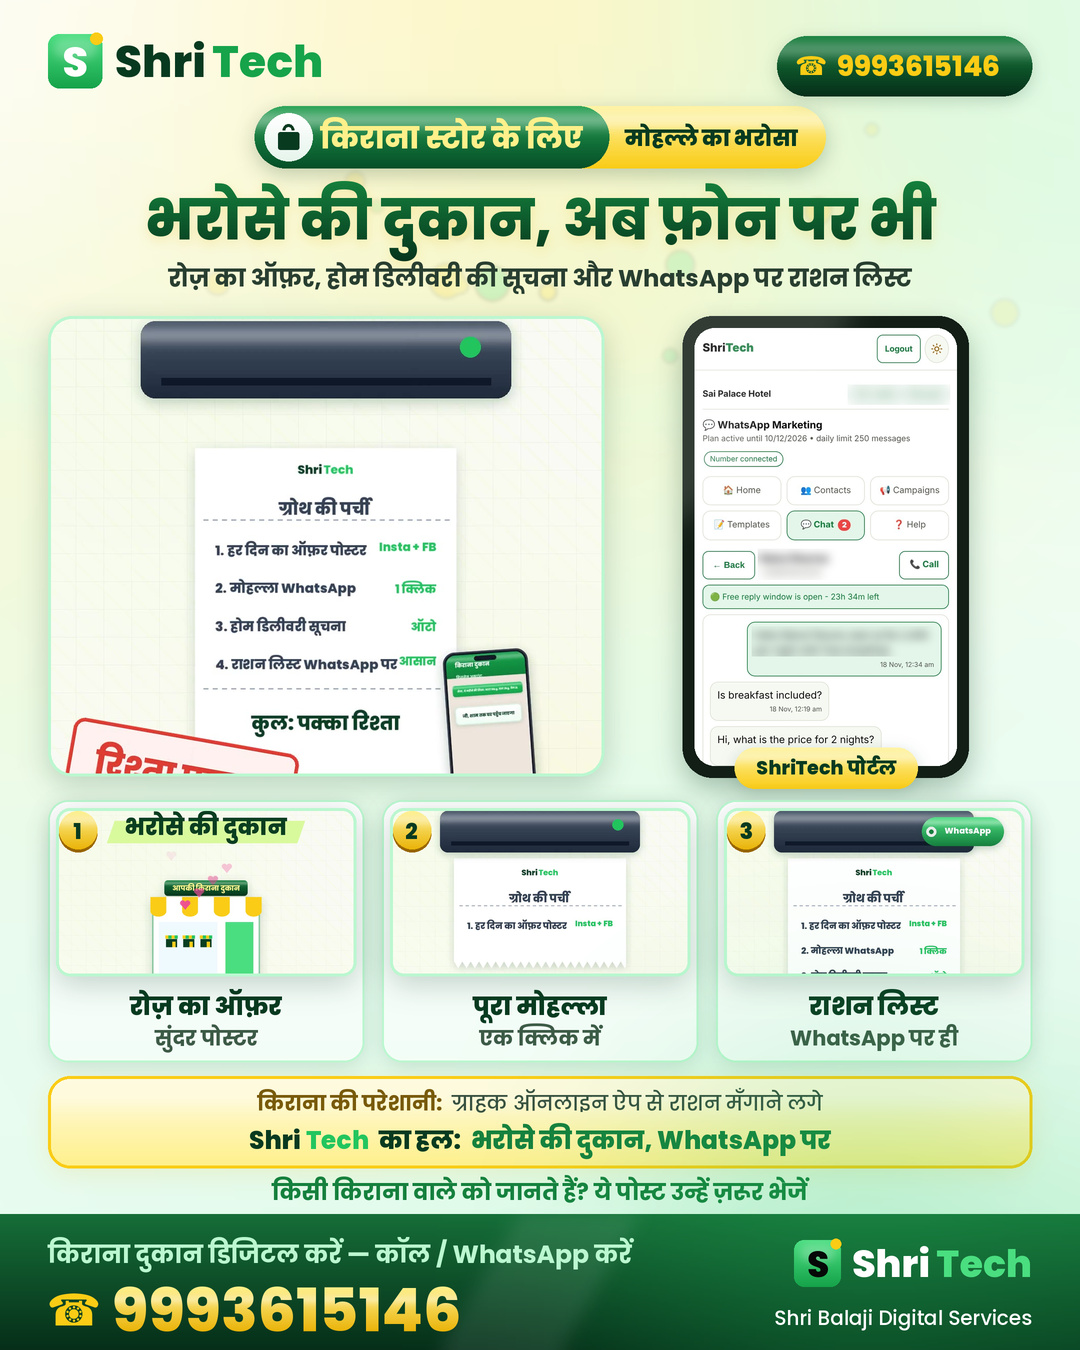 S Shri Tech
☎ 9993615146
किराना स्टोर के लिए
मोहल्ले का भरोसा
भरोसे की दुकान, अब फ़ोन पर भी
रोज़ का ऑफ़र, होम डिलीवरी की सूचना और WhatsApp पर राशन लिस्ट
Shri Tech
ग्रोथ की पर्ची
1. हर दिन का ऑफ़र पोस्टर Insta + FB
2. मोहल्ला WhatsApp 1 क्लिक
3. होम डिलीवरी सूचना ऑटो
4. राशन लिस्ट WhatsApp पर आसान
कुल: पक्का रिश्ता
किराना दुकान
ShriTech
Logout
Sai Palace Hotel
💬 WhatsApp Marketing
Plan active until 10/12/2026 • daily limit 250 messages
Number connected
🏠 Home
👥 Contacts
📢 Campaigns
📝 Templates
💬 Chat 2
❓ Help
← Back
📞 Call
Free reply window is open - 23h 34m left
18 Nov, 12:34 am
Is breakfast included?
18 Nov, 12:19 am
Hi, what is the price for 2 nights?
ShriTech पोर्टल
1
भरोसे की दुकान
आपकी किराना दुकान
रोज़ का ऑफ़र
सुंदर पोस्टर
2
Shri Tech
ग्रोथ की पर्ची
1. हर दिन का ऑफ़र पोस्टर Insta + FB
पूरा मोहल्ला
एक क्लिक में
3
WhatsApp
Shri Tech
ग्रोथ की पर्ची
1. हर दिन का ऑफ़र पोस्टर Insta + FB
2. मोहल्ला WhatsApp 1 क्लिक
राशन लिस्ट
WhatsApp पर ही
किराना की परेशानी: ग्राहक ऑनलाइन ऐप से राशन मँगाने लगे
Shri Tech का हल: भरोसे की दुकान, WhatsApp पर
किसी किराना वाले को जानते हैं? ये पोस्ट उन्हें ज़रूर भेजें
किराना दुकान डिजिटल करें — कॉल / WhatsApp करें
☎ 9993615146
S Shri Tech
Shri Balaji Digital Services